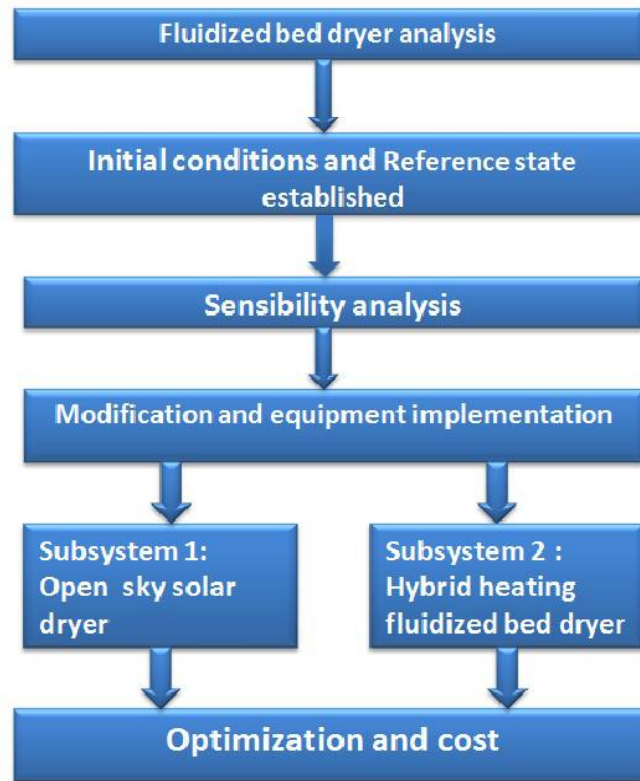 Fluidized bed dryer analysis
Initial conditions and Reference state
established
Sensibility analysis
Modification and equipment implementation
Subsystem 1:
Open sky solar
dryer
Subsystem 2 :
Hybrid heating
fluidized bed dryer
Optimization and cost